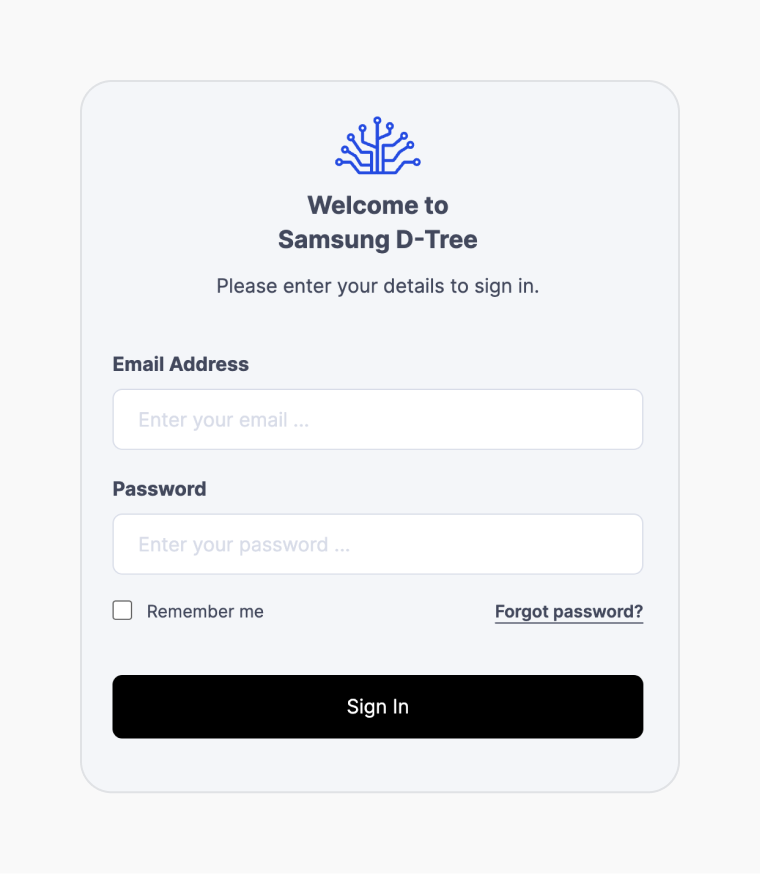 Welcome to
Samsung D-Tree
Please enter your details to sign in.
Email Address
Enter your email ...
Password
Enter your password ...
Remember me
Forgot password?
Sign In